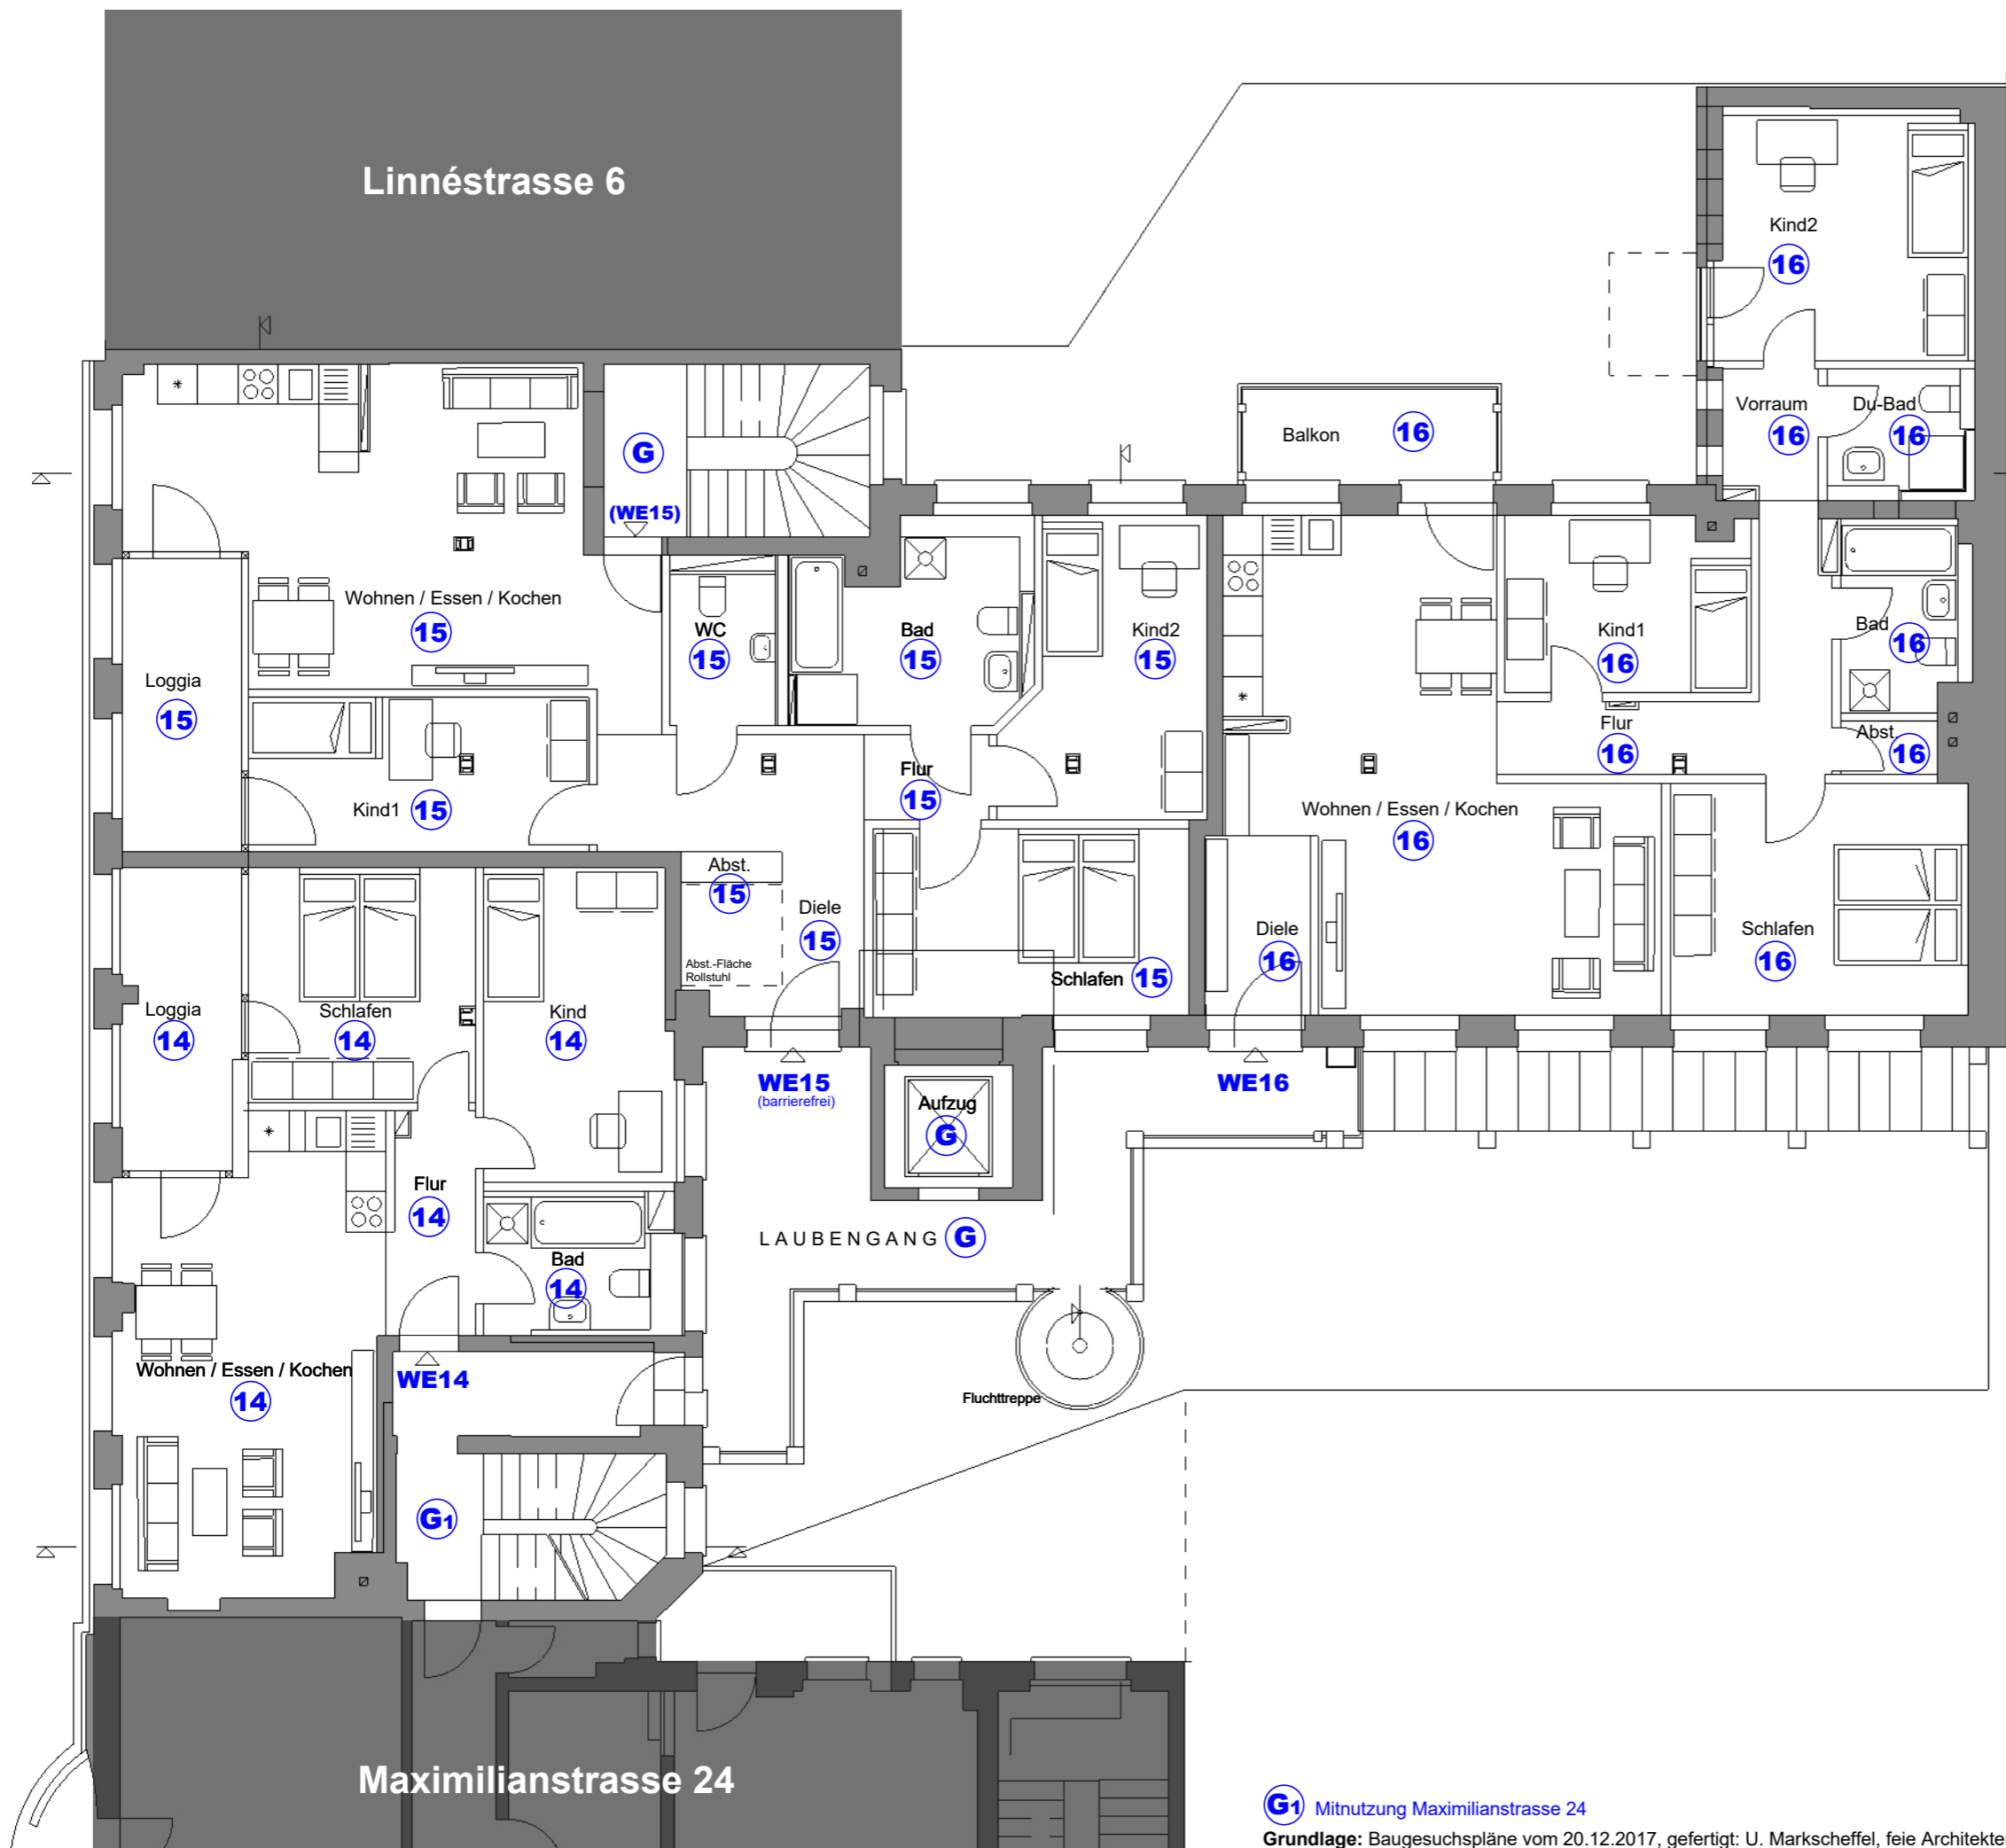 Linnéstrasse 6
Kind2
16
Vorraum
16
Du-Bad
16
Balkon
16
G
(WE15)
Wohnen / Essen / Kochen
15
WC
15
Bad
15
Kind2
15
Kind1
16
Bad
16
Loggia
15
Flur
16
Abst.
16
Kind1
15
Flur
15
Wohnen / Essen / Kochen
16
Abst.
15
Diele
15
Abst.-Fläche
Rollstuhl
Schlafen
15
Diele
16
Schlafen
16
Loggia
14
Schlafen
14
Kind
14
WE15
(barrierefrei)
WE16
Aufzug
G
Flur
14
LAUBENGANG
G
Bad
14
Wohnen / Essen / Kochen
14
WE14
Fluchttreppe
G1
Maximilianstrasse 24
G1 Mitnutzung Maximilianstrasse 24
Grundlage: Baugesuchspläne vom 20.12.2017, gefertigt: U. Markscheffel, feie Architekte